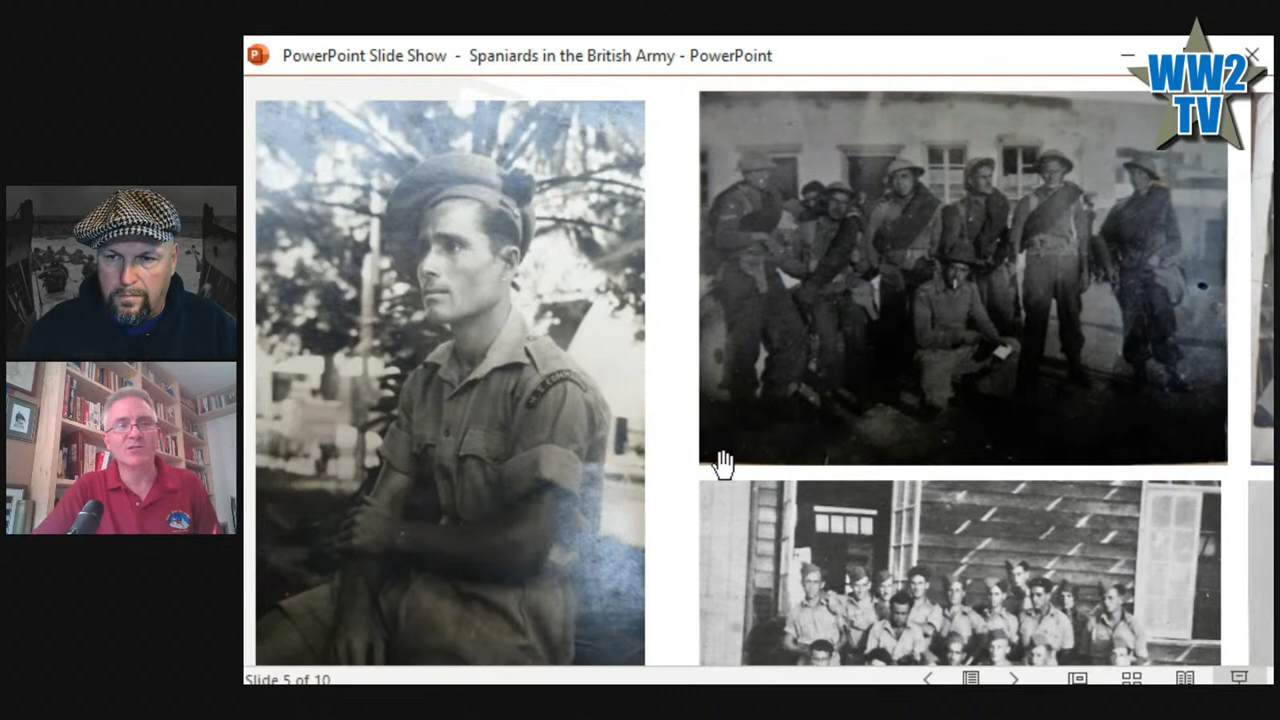 PowerPoint Slide Show - Spaniards in the British Army - PowerPoint
WW2
TV
Slide 5 of 10